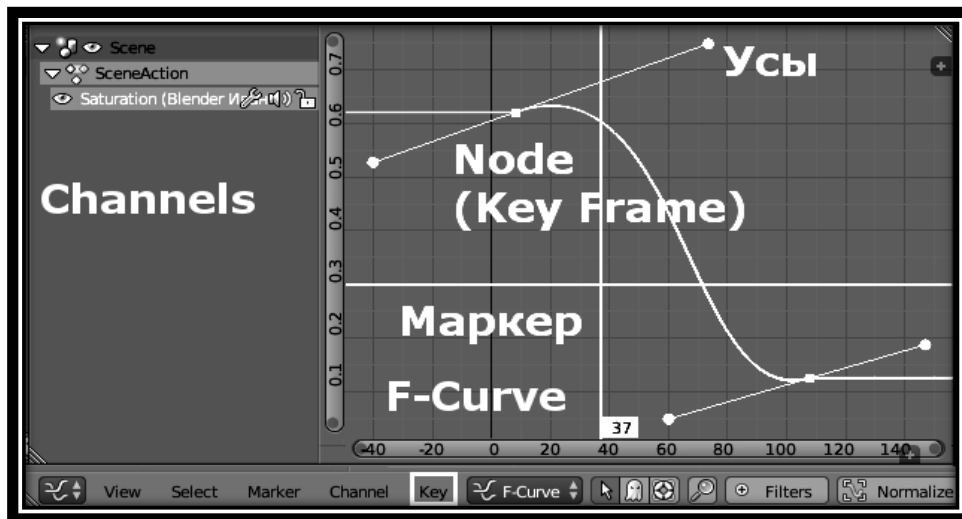 Scene
SceneAction
Saturation (Blender
Channels
Усы
Node
(Key Frame)
Маркер
F-Curve
0.7
0.6
0.5
0.4
0.3
0.2
0.1
37
-40 -20 0 20 40 60 80 100 120 140
View Select Marker Channel Key F-Curve Filters Normalize